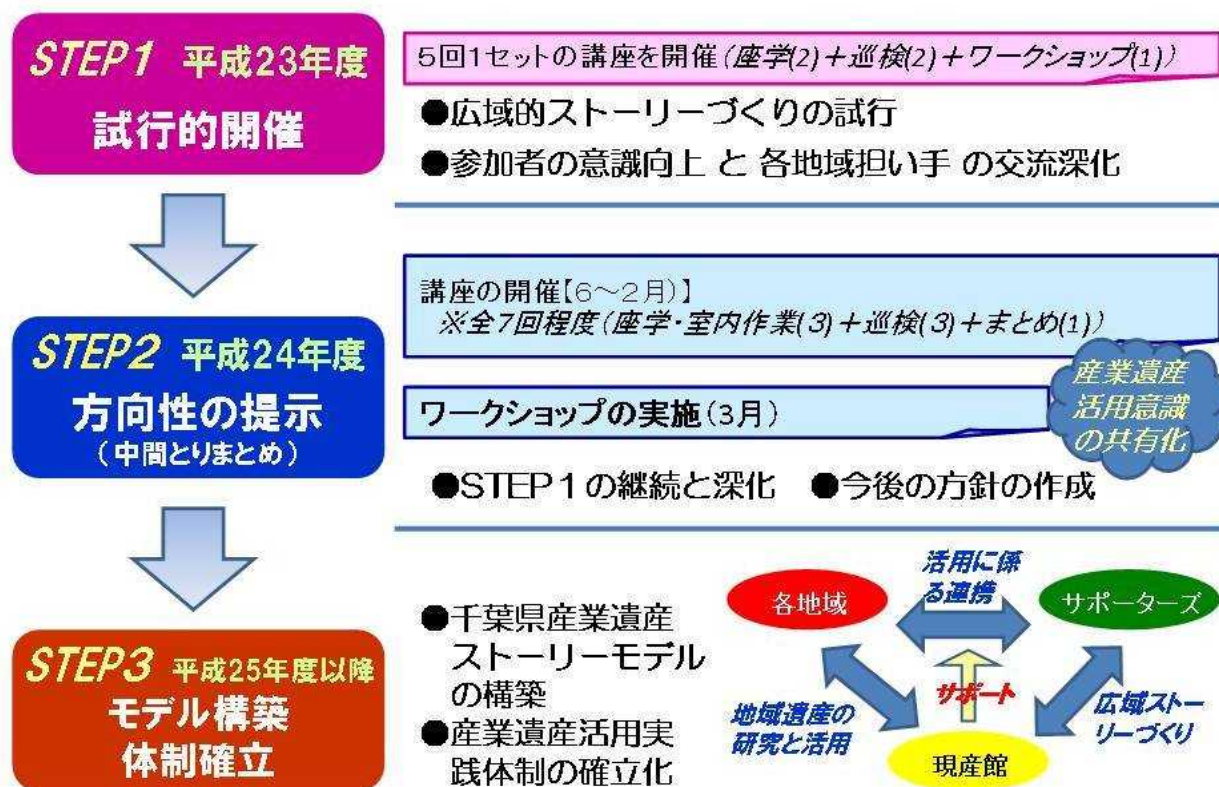 STEP1 平成23年度
試行的開催
5回1セットの講座を開催(座学(2)+巡検(2)+ワークショップ(1))
●広域的ストーリーづくりの試行
●参加者の意識向上 と 各地域担い手 の交流深化
STEP2 平成24年度
方向性の提示
(中間とりまとめ)
講座の開催【6~2月)】
※全7回程度(座学・室内作業(3)+巡検(3)+まとめ(1))
ワークショップの実施(3月)
産業遺産
活用意識
の共有化
●STEP1の継続と深化 ●今後の方針の作成
STEP3 平成25年度以降
モデル構築
体制確立
●千葉県産業遺産
ストーリーモデル
の構築
●産業遺産活用実
践体制の確立化
各地域
活用に係
る連携
サポーターズ
サポート
地域遺産の
研究と活用
広域ストー
リーづくり
現産館